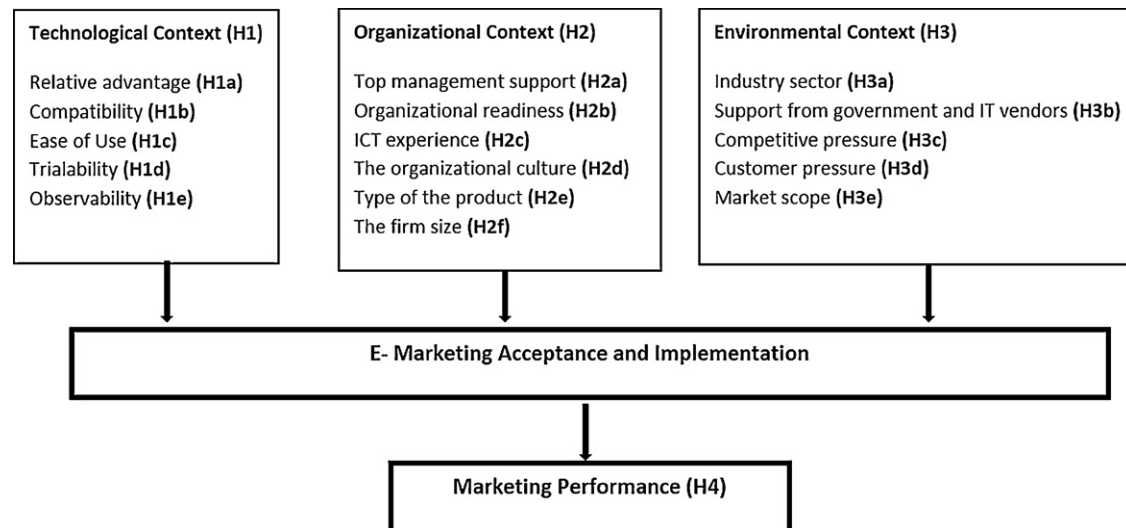 Technological Context (H1)
Relative advantage (H1a)
Compatibility (H1b)
Ease of Use (H1c)
Trialability (H1d)
Observability (H1e)
Organizational Context (H2)
Top management support (H2a)
Organizational readiness (H2b)
ICT experience (H2c)
The organizational culture (H2d)
Type of the product (H2e)
The firm size (H2f)
Environmental Context (H3)
Industry sector (H3a)
Support from government and IT vendors (H3b)
Competitive pressure (H3c)
Customer pressure (H3d)
Market scope (H3e)
E- Marketing Acceptance and Implementation
Marketing Performance (H4)